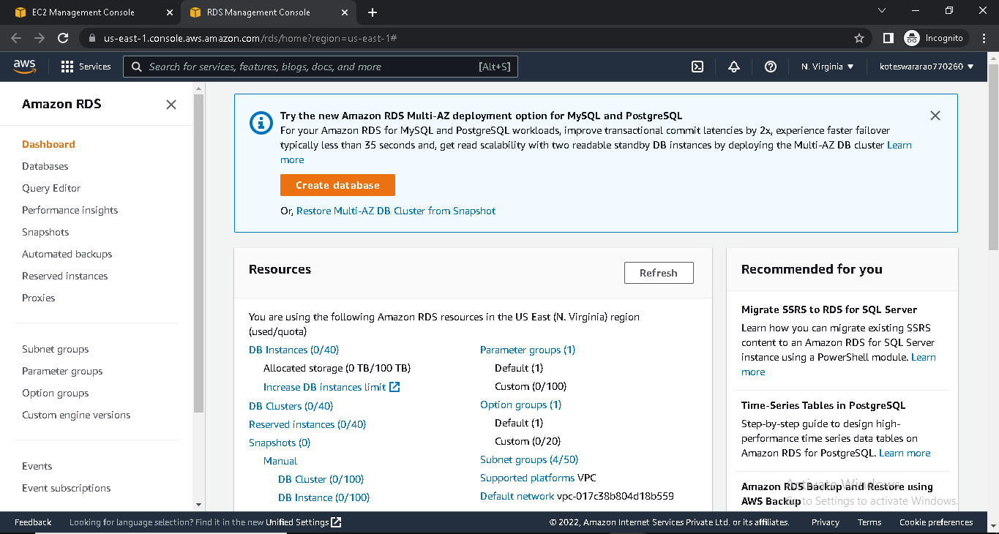 EC2 Management Console
RDS Management Console
us-east-1.console.aws.amazon.com/rds/home?region=us-east-1#
Incognito
aws
Services
Search for services, features, blogs, docs, and more
[Alt+S]
N. Virginia
koteswararao770260
Amazon RDS
Dashboard
Databases
Query Editor
Performance insights
Snapshots
Automated backups
Reserved instances
Proxies
Subnet groups
Parameter groups
Option groups
Custom engine versions
Events
Event subscriptions
Try the new Amazon RDS Multi-AZ deployment option for MySQL and PostgreSQL
For your Amazon RDS for MySQL and PostgreSQL workloads, improve transactional commit latencies by 2x, experience faster failover
typically less than 35 seconds and, get read scalability with two readable standby DB instances by deploying the Multi-AZ DB cluster Learn
more
Create database
Or, Restore Multi-AZ DB Cluster from Snapshot
Resources
Refresh
You are using the following Amazon RDS resources in the US East (N. Virginia) region
(used/quota)
DB Instances (0/40)
Allocated storage (0 TB/100 TB)
Increase DB instances limit
DB Clusters (0/40)
Reserved instances (0/40)
Snapshots (0)
Manual
DB Cluster (0/100)
DB Instance (0/100)
Parameter groups (1)
Default (1)
Custom (0/100)
Option groups (1)
Default (1)
Custom (0/20)
Subnet groups (4/50)
Supported platforms VPC
Default network vpc-017c38b804d18b559
Recommended for you
Migrate SSRS to RDS for SQL Server
Learn how you can migrate existing SSRS
content to an Amazon RDS for SQL Server
instance using a PowerShell module. Learn
more
Time-Series Tables in PostgreSQL
Step-by-step guide to design high-
performance time series data tables on
Amazon RDS for PostgreSQL. Learn more
Amazon RDS Backup and Restore using
AWS Backup
Activate Windows
Go to Settings to activate Windows.
Feedback
Looking for language selection? Find it in the new Unified Settings
© 2022, Amazon Internet Services Private Ltd. or its affiliates.
Privacy
Terms
Cookie preferences